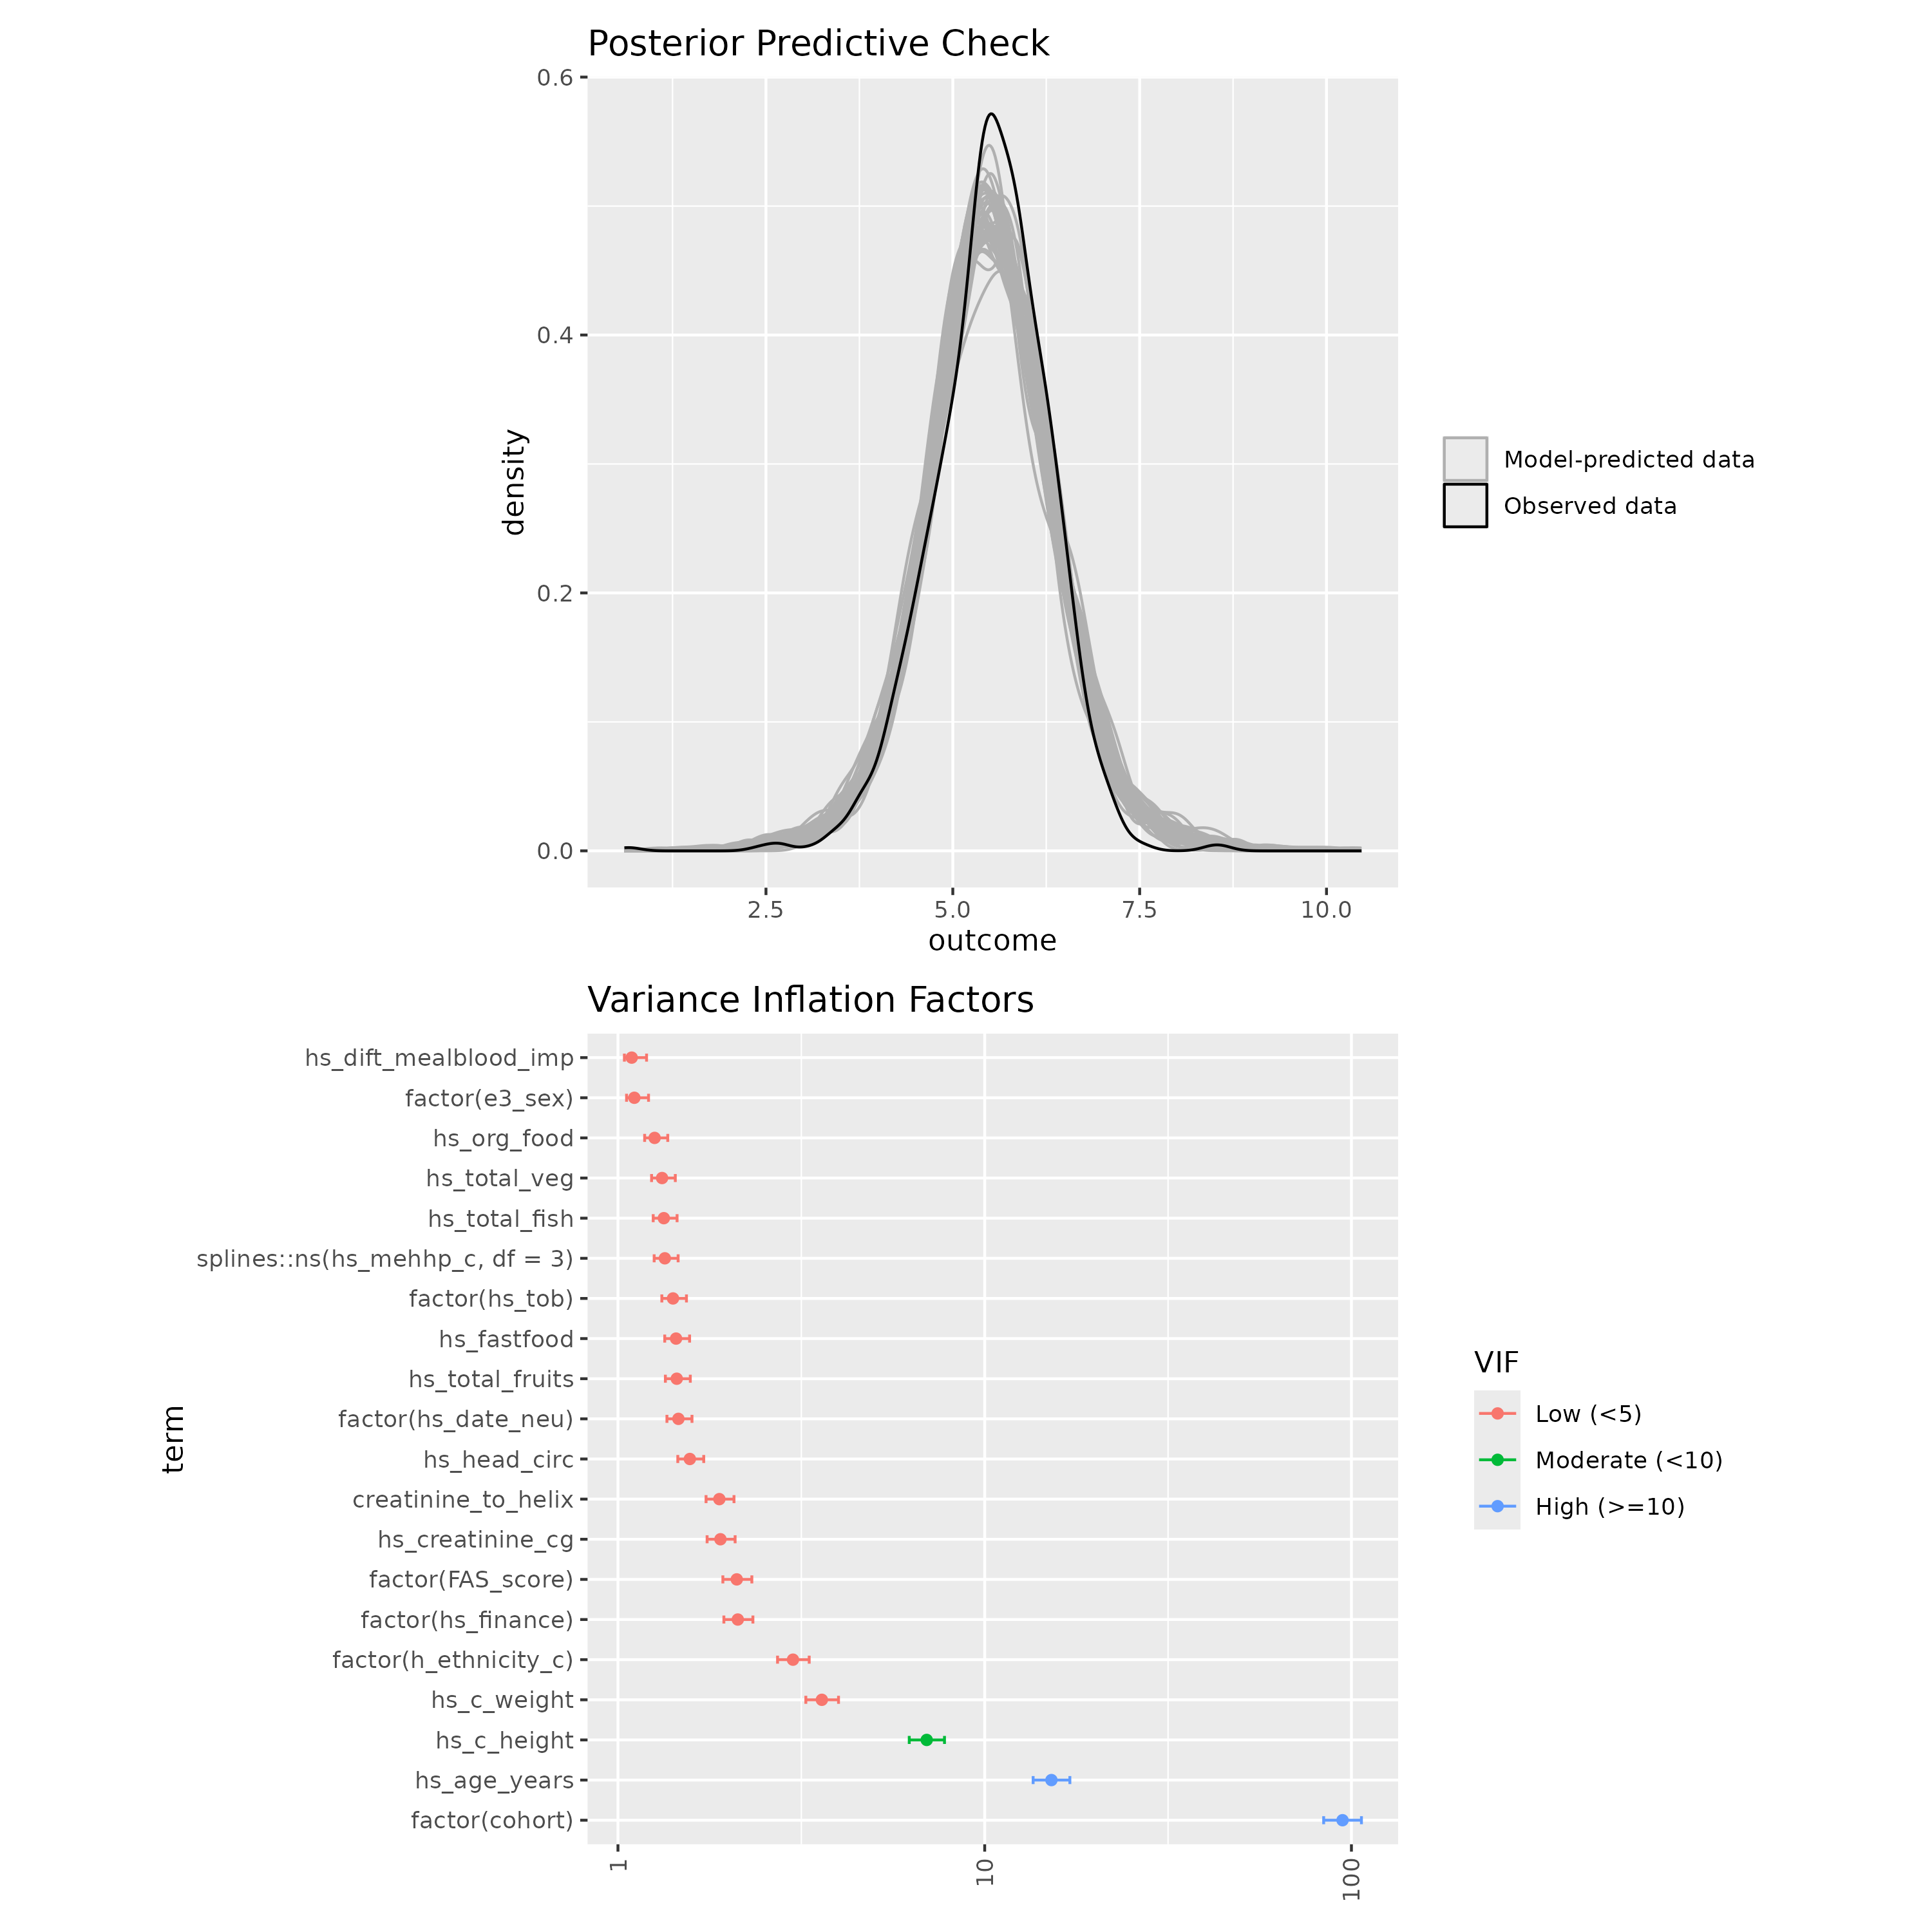 Posterior Predictive Check
0.6
0.4
0.2
0.0
density
2.5 5.0 7.5 10.0
outcome
Model-predicted data
Observed data
Variance Inflation Factors
term
hs_dift_mealblood_imp
factor(e3_sex)
hs_org_food
hs_total_veg
hs_total_fish
splines::ns(hs_mehhp_c, df = 3)
factor(hs_tob)
hs_fastfood
hs_total_fruits
factor(hs_date_neu)
hs_head_circ
creatinine_to_helix
hs_creatinine_cg
factor(FAS_score)
factor(hs_finance)
factor(h_ethnicity_c)
hs_c_weight
hs_c_height
hs_age_years
factor(cohort)
1 10 100
VIF
Low (<5)
Moderate (<10)
High (>=10)